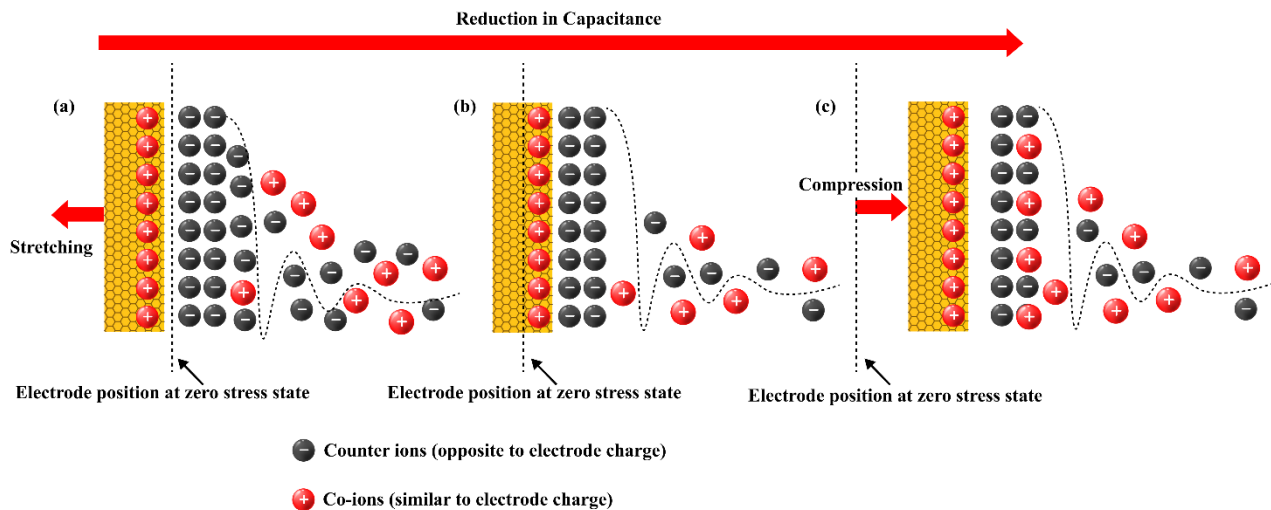 Reduction in Capacitance
(a)
(b)
(c)
Stretching
Compression
Electrode position at zero stress state
Electrode position at zero stress state
Electrode position at zero stress state
Counter ions (opposite to electrode charge)
Co-ions (similar to electrode charge)